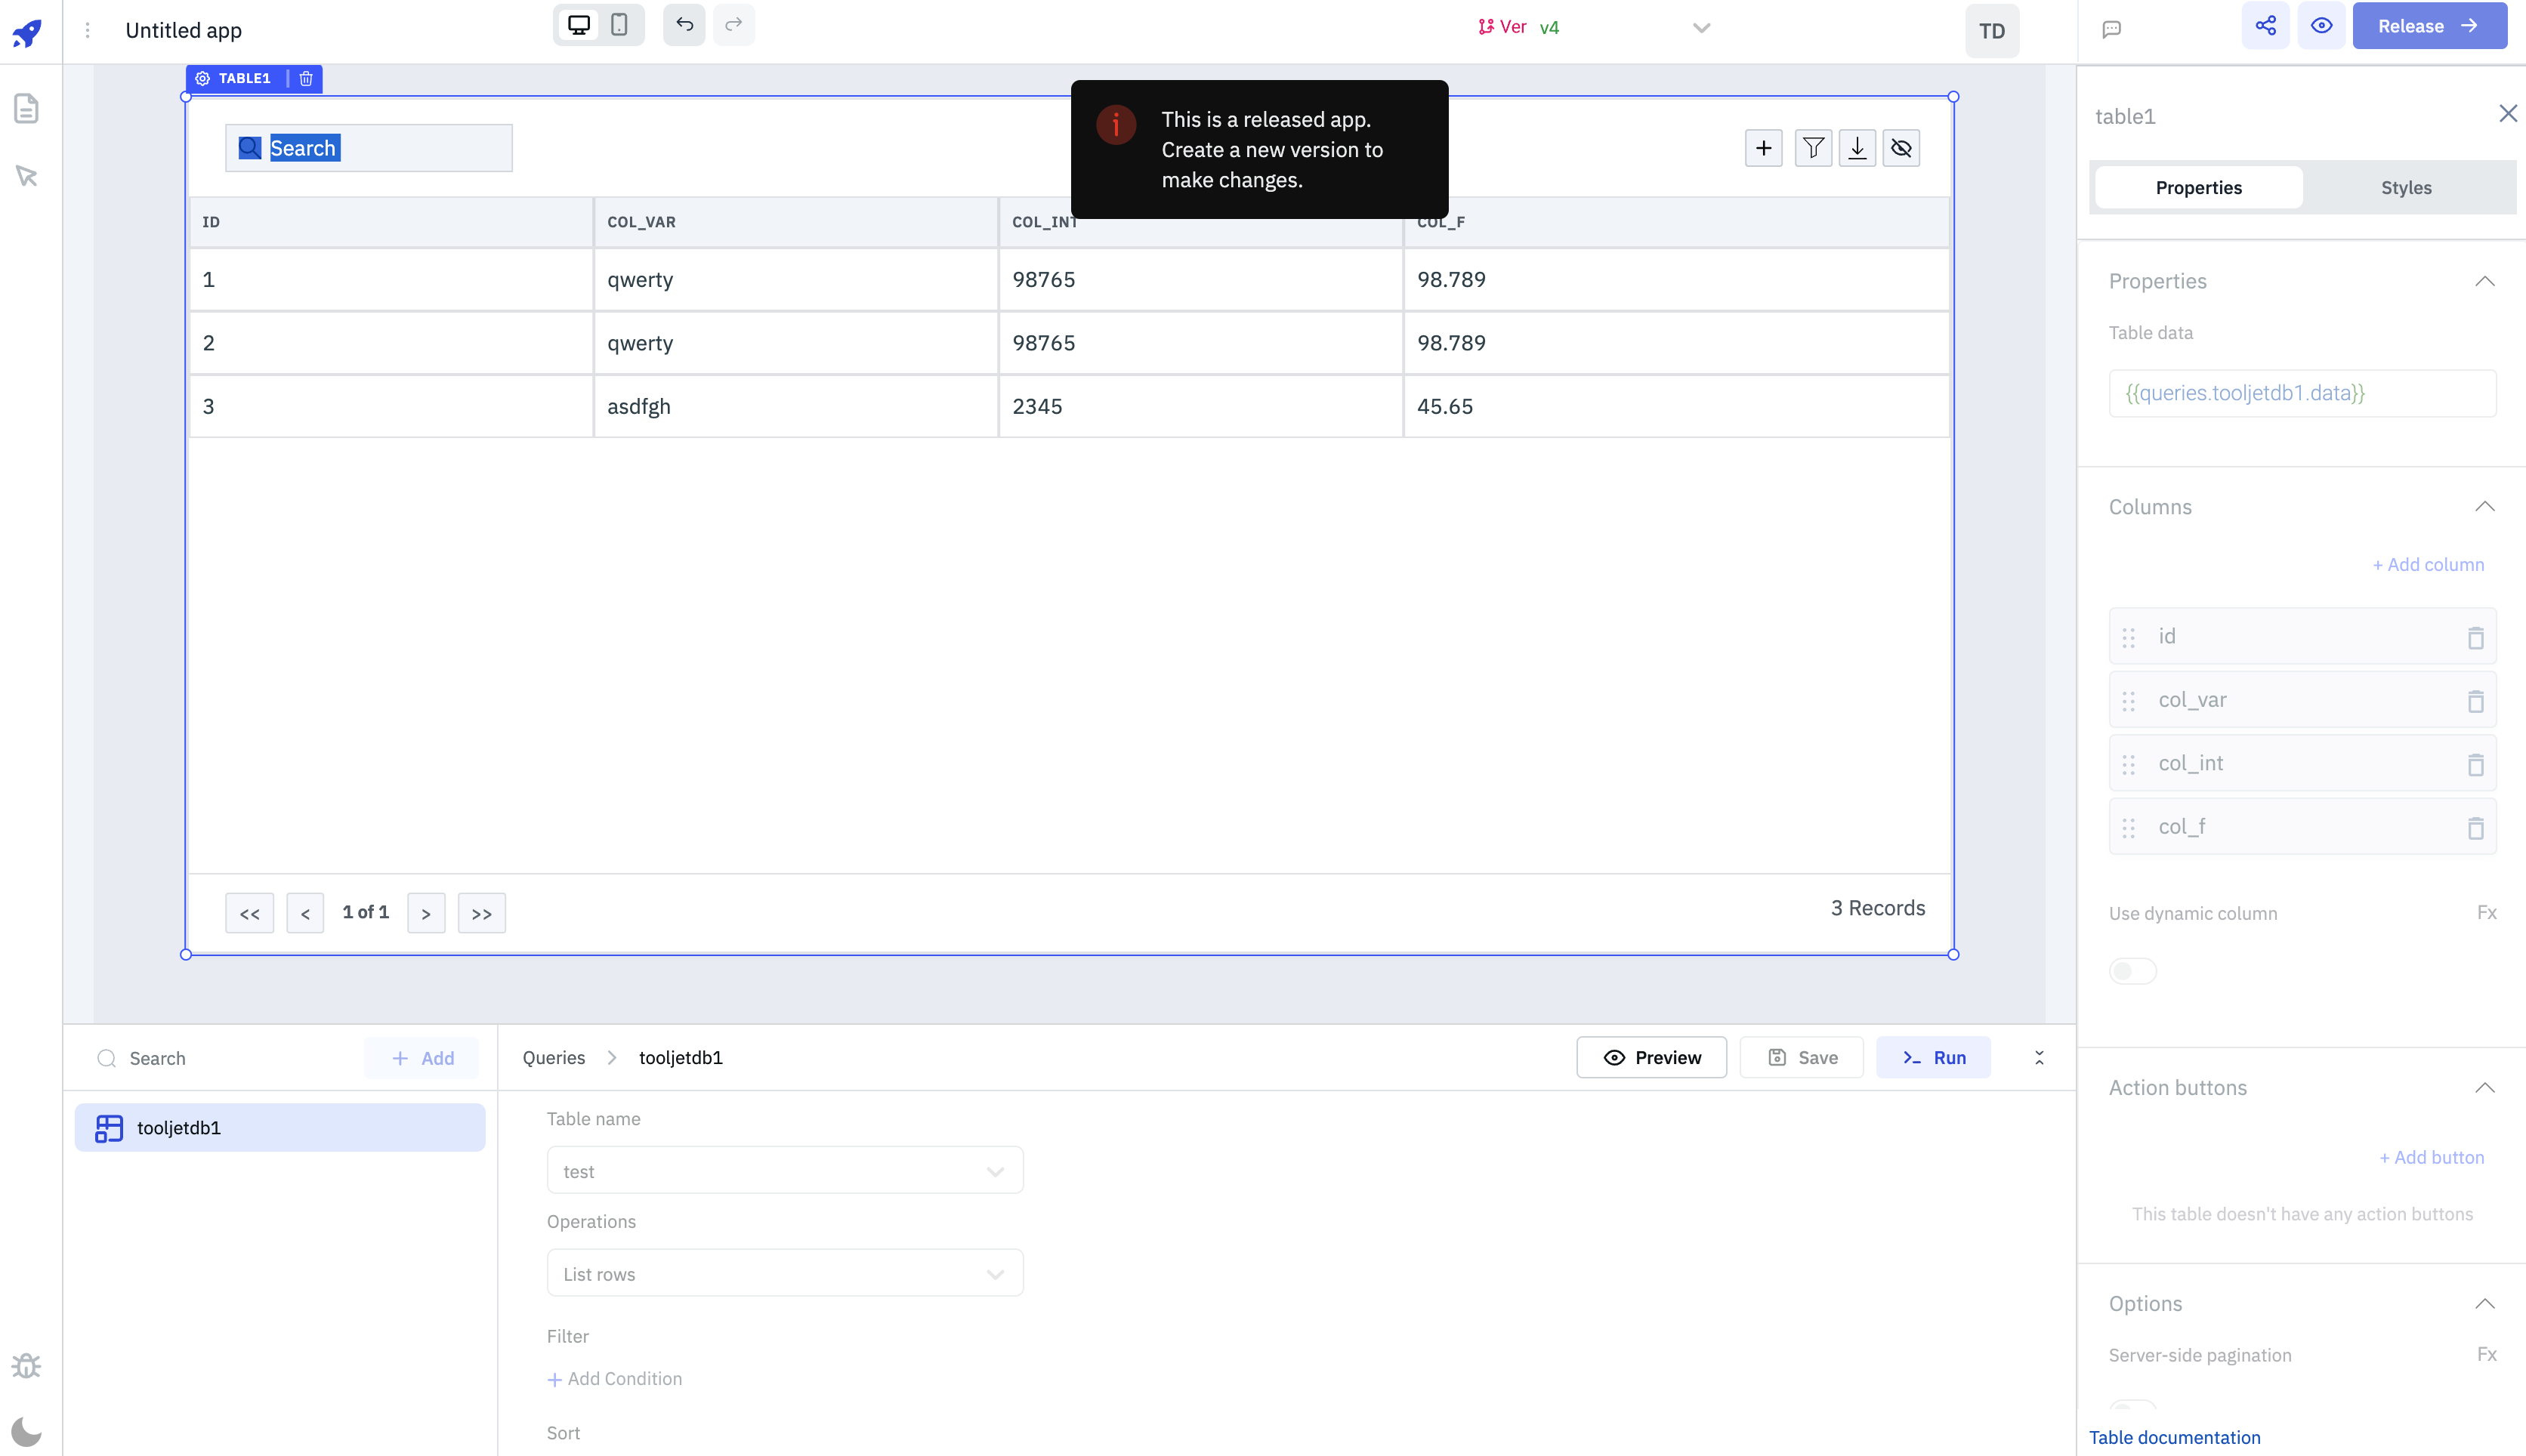 Untitled app
Ver v4
TD
Release
TABLE1
This is a released app.
Create a new version to
make changes.
Search
ID COL_VAR COL_INT COL_F
1 qwerty 98765 98.789
2 qwerty 98765 98.789
3 asdfgh 2345 45.65
<< < 1 of 1 > >>
3 Records
table1
Properties Styles
Properties
Table data
{{queries.tooljetdb1.data}}
Columns
+ Add column
id
col_var
col_int
col_f
Use dynamic column Fx
Action buttons
+ Add button
This table doesn't have any action buttons
Options
Server-side pagination Fx
Table documentation
Search + Add
tooljetdb1
Queries > tooljetdb1
Preview Save Run
Table name
test
Operations
List rows
Filter
+ Add Condition
Sort